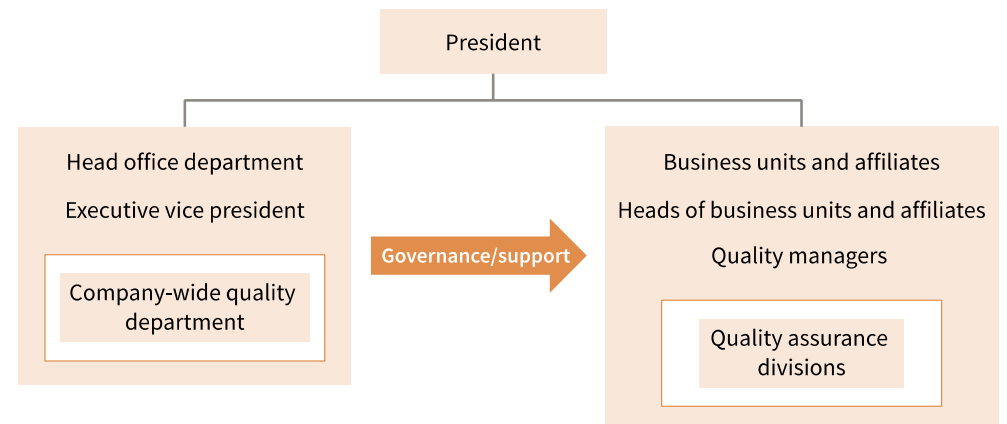 President
Head office department
Executive vice president
Company-wide quality
department
Governance/support
Business units and affiliates
Heads of business units and affiliates
Quality managers
Quality assurance
divisions